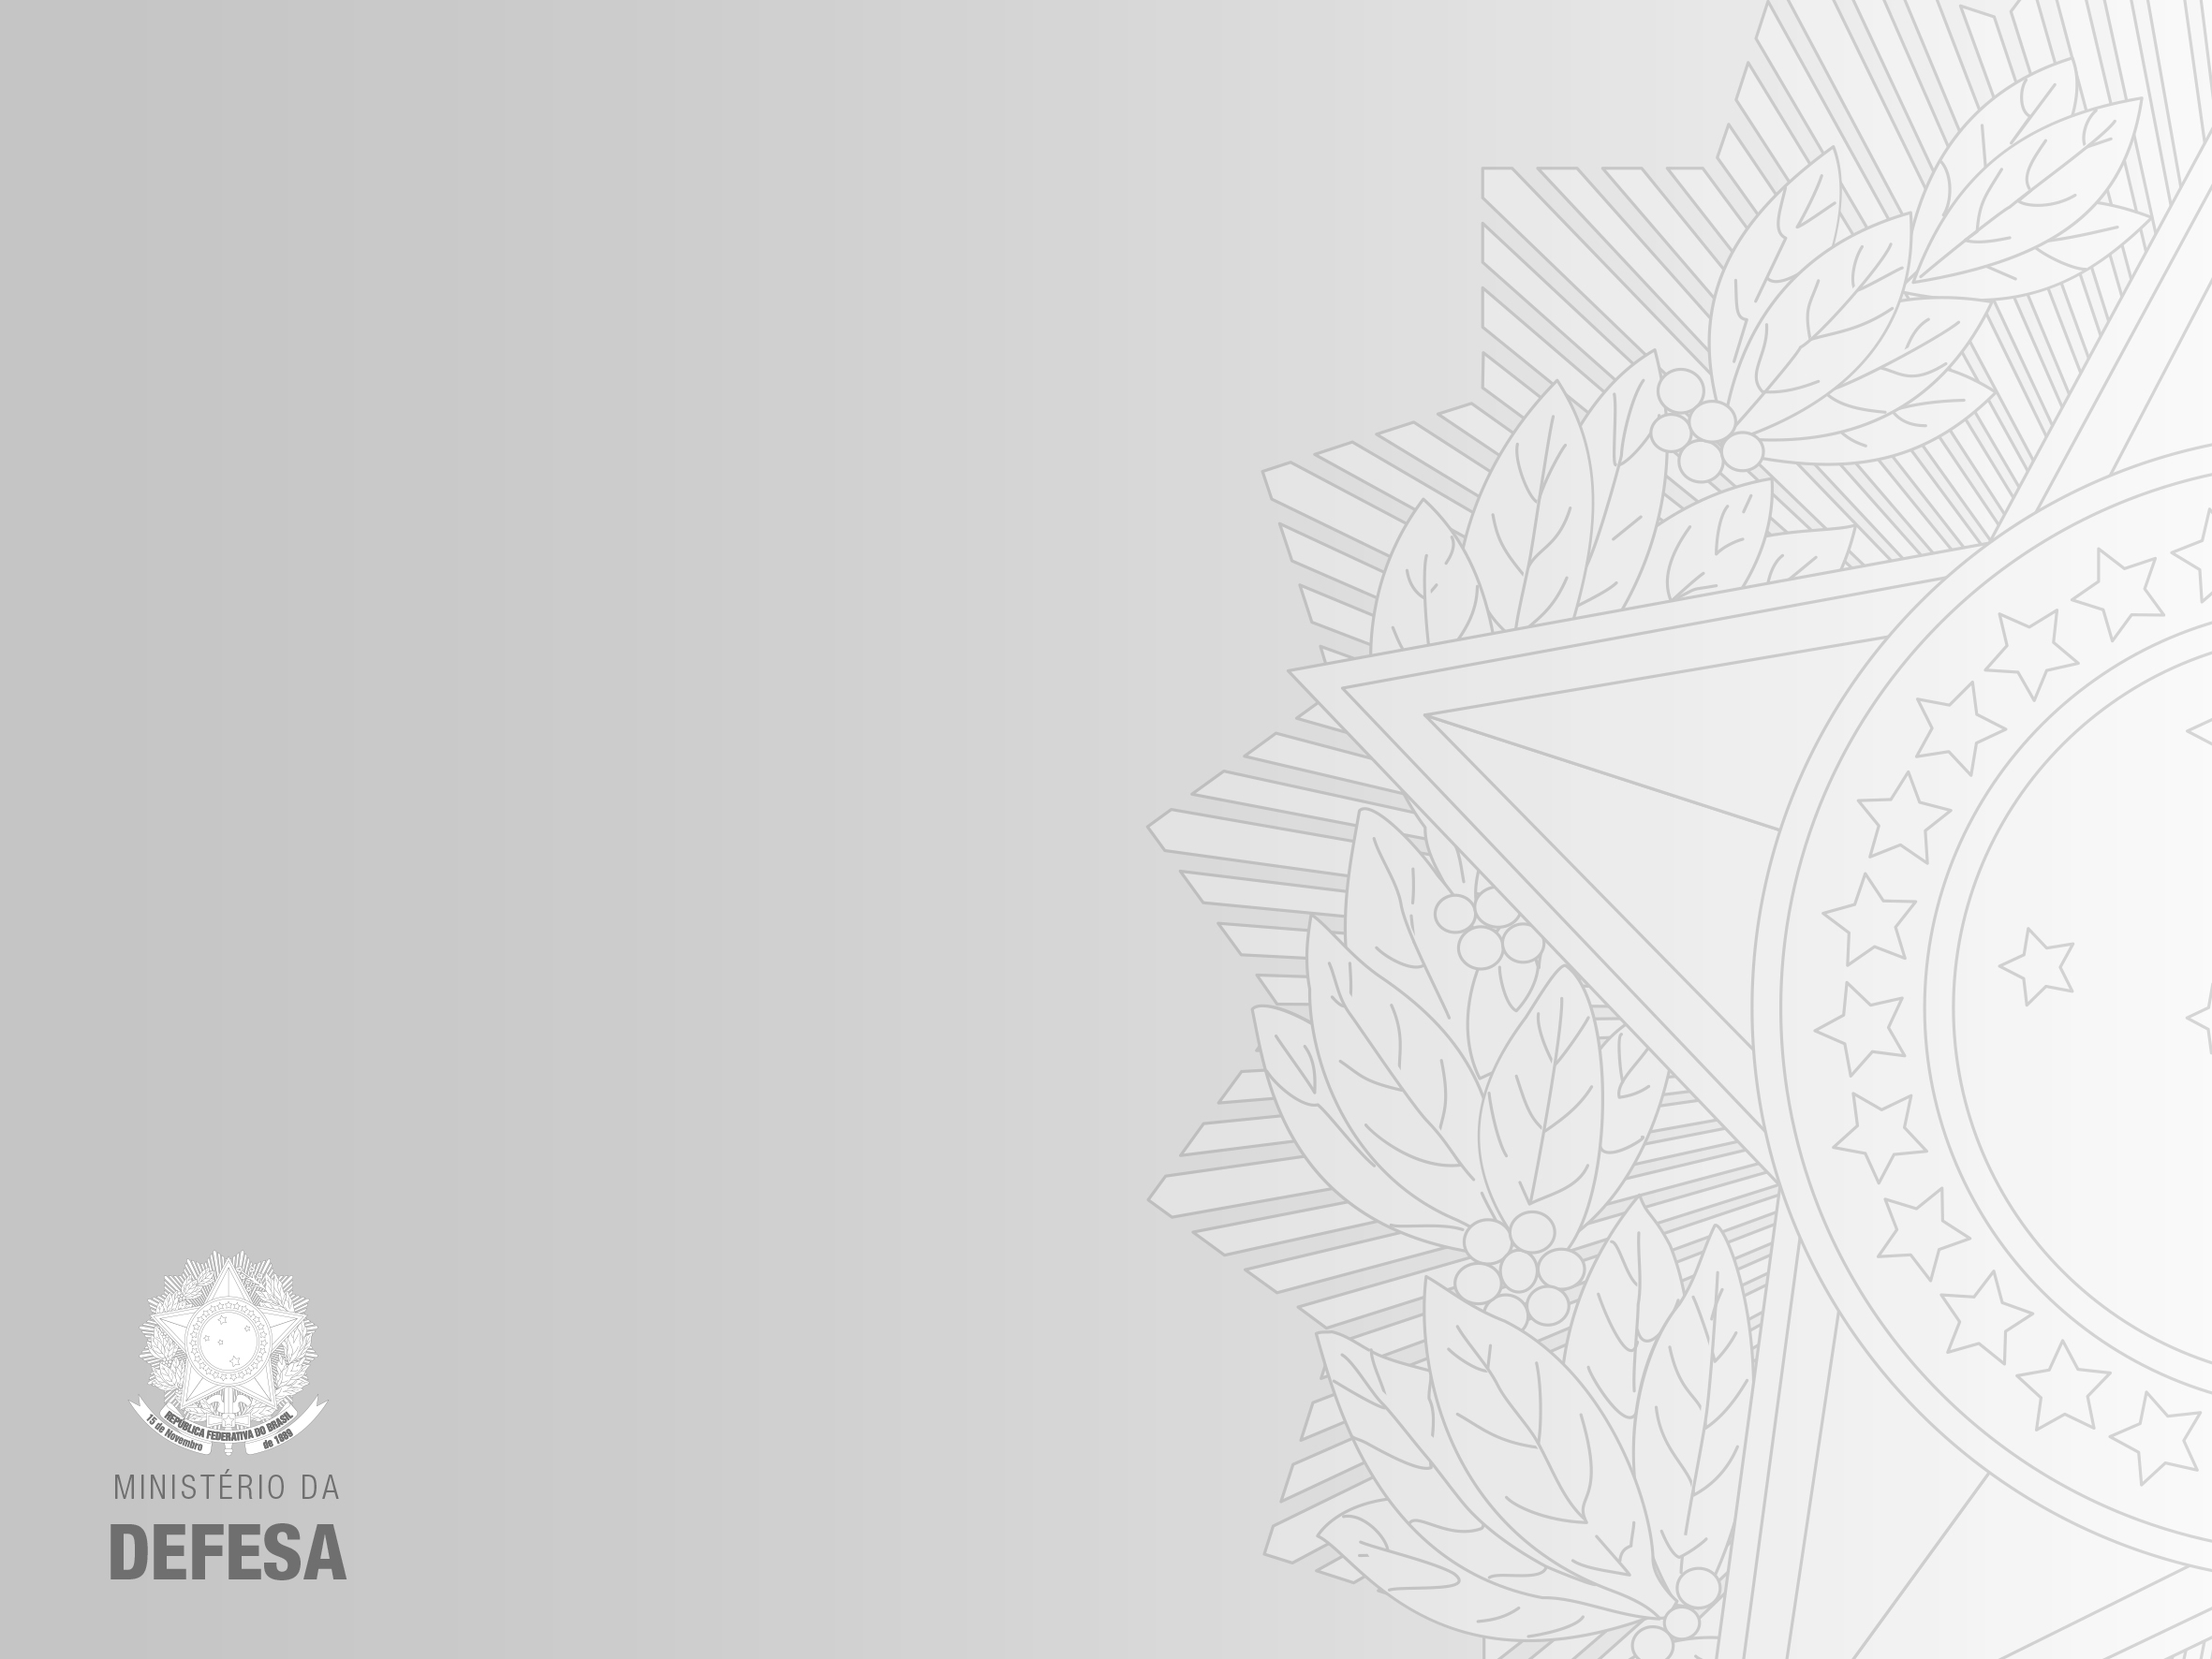 REPÚBLICA FEDERATIVA DO BRASIL
15 de Novembro
de 1889
MINISTÉRIO DA
DEFESA